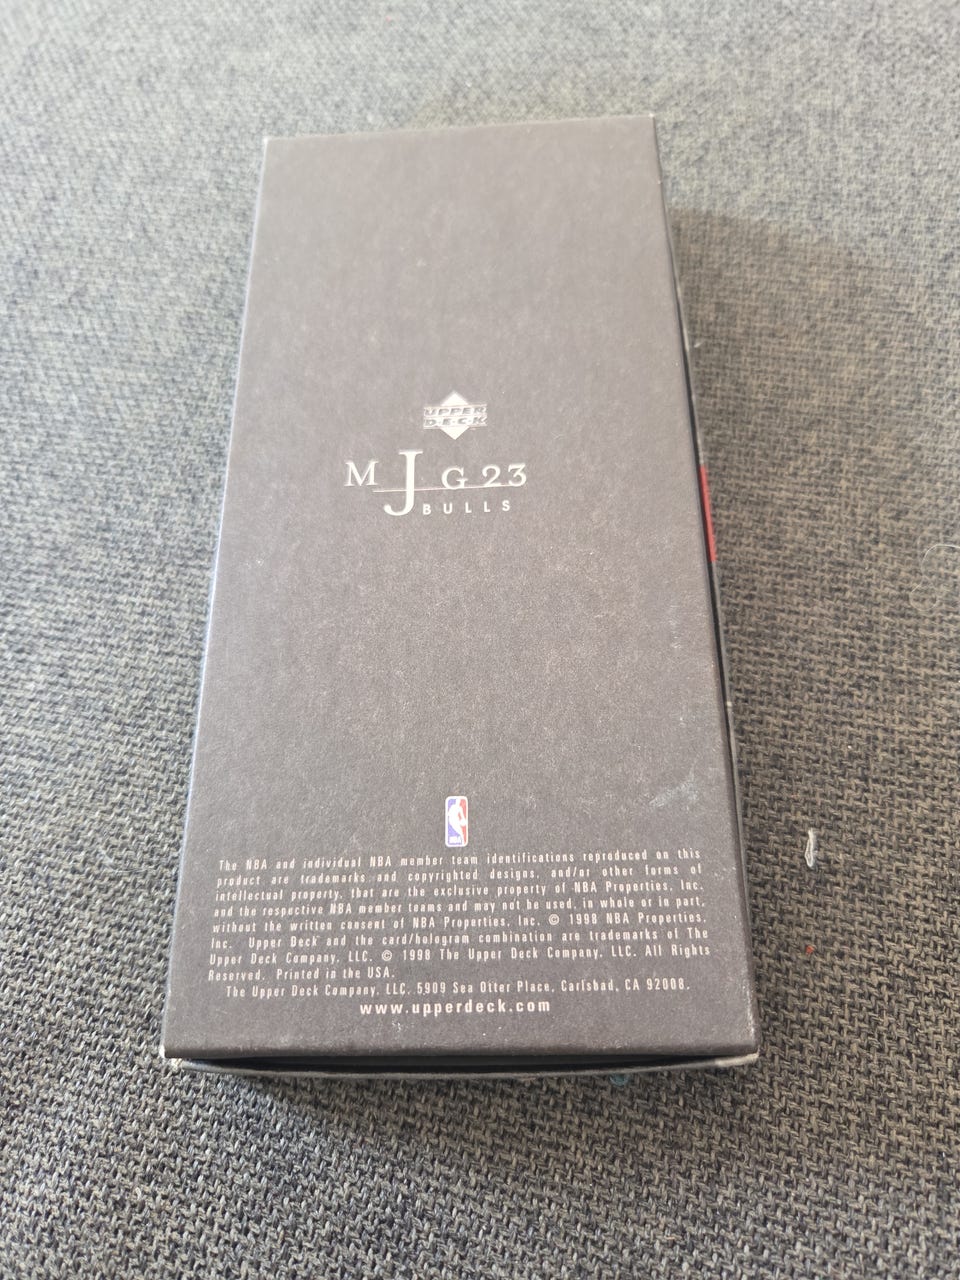 UPPER
D·E·C·K
M J G 23
BULLS
NBA
The NBA and individual NBA member team identifications reproduced on this
product are trademarks and copyrighted designs, and/or other forms of
intellectual property, that are the exclusive property of NBA Properties, Inc.
and the respective NBA member teams and may not be used, in whole or in part,
without the written consent of NBA Properties, Inc. © 1998 NBA Properties,
Inc. Upper Deck and the card/hologram combination are trademarks of The
Upper Deck Company, LLC. © 1998 The Upper Deck Company, LLC. All Rights
Reserved. Printed in the USA.
The Upper Deck Company, LLC. 5909 Sea Otter Place, Carlsbad, CA 92008.
www.upperdeck.com